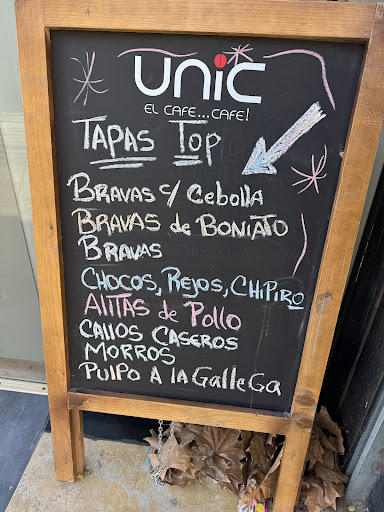 unic
EL CAFE...CAFE!
TAPAS TOP
BRAVAS c/ Cebolla
BRAVAS de BONIATO
BRAVAS
CHOCOS, Rejos, CHiPiRO
Alitas de Pollo
CAllOS CASEROS
MORROS
PulPO A lA GAlleGa